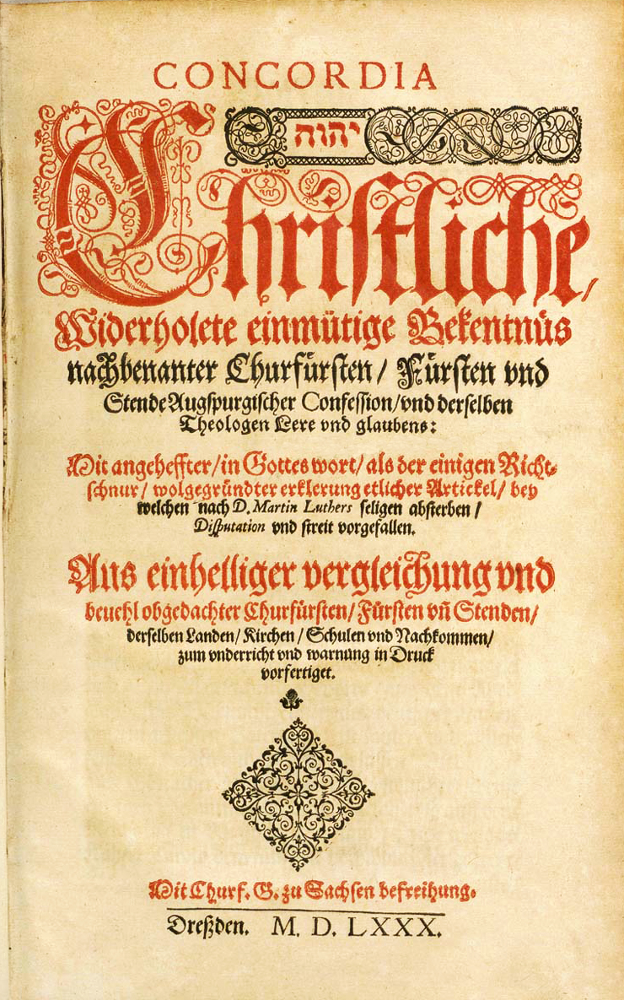 CONCORDIA
יהוה
Christliche,
Widerholete einmütige Bekentnüs
nachbenanter Churfürsten / Fürsten vnd
Stende Augspurgischer Confession / vnd derselben
Theologen Lere vnd glaubens:
Mit angeheffter / in Gottes wort / als der einigen Richt-
schnur / wolgegründter erklerung etlicher Artickel / bey
welchen nach D. Martin Luthers seligen absterben /
Disputation vnd streit vorgefallen.
Aus einhelliger vergleichung vnd
beuehl obgedachter Churfürsten / Fürsten vn̄ Stenden /
derselben Landen / Kirchen / Schulen vnd Nachkommen /
zum vnderricht vnd warnung in Druck
vorfertiget.
Mit Churf. G. zu Sachsen befreihung.
Dreßden. M. D. LXXX.